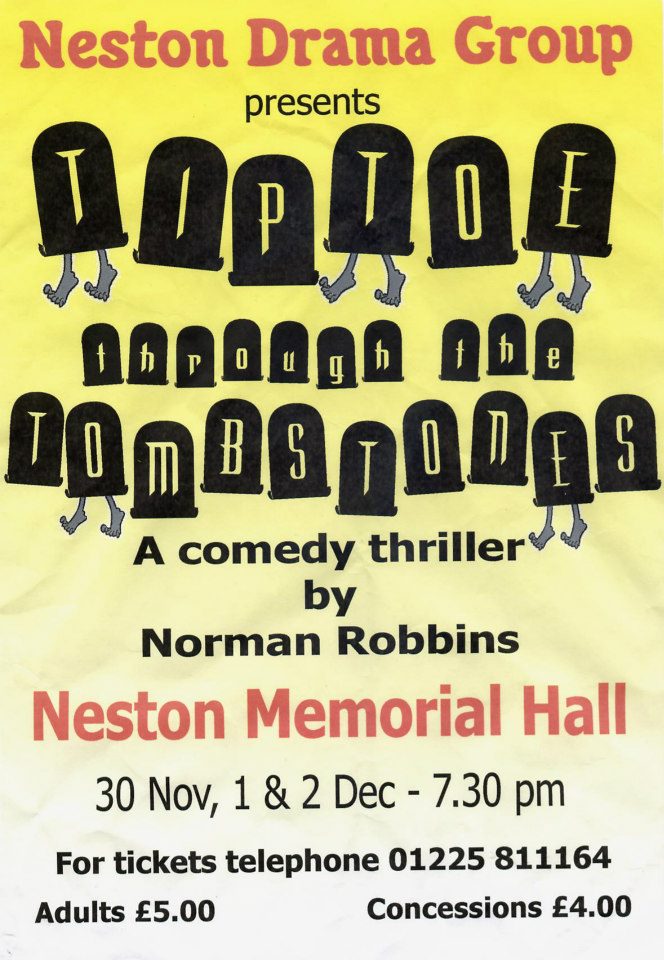 Neston Drama Group
presents
TIPTOE
through the
TOMBSTONES
A comedy thriller
by
Norman Robbins
Neston Memorial Hall
30 Nov, 1 & 2 Dec - 7.30 pm
For tickets telephone 01225 811164
Adults £5.00 Concessions £4.00